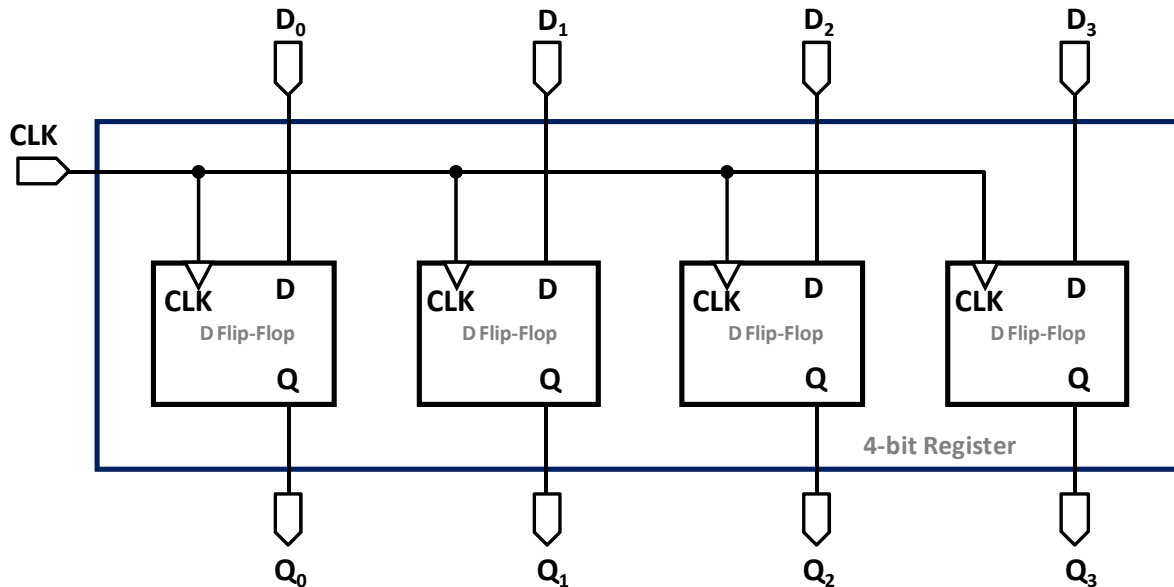 D0 D1 D2 D3
CLK
CLK D CLK D CLK D CLK D
D Flip-Flop D Flip-Flop D Flip-Flop D Flip-Flop
Q Q Q Q
4-bit Register
Q0 Q1 Q2 Q3